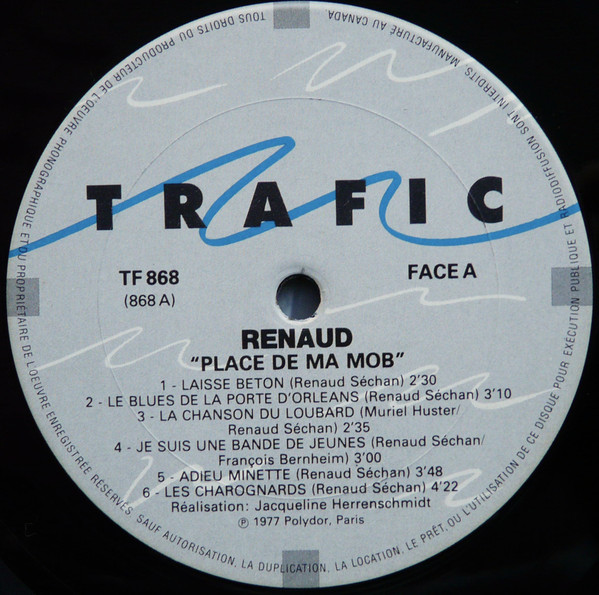 TOUS DROITS DU PRODUCTEUR DE L'OEUVRE PHONOGRAPHIQUE ET/OU PROPRIÉTAIRE DE L'OEUVRE ENREGISTRÉE RÉSERVÉS. SAUF AUTORISATION, LA DUPLICATION, LA LOCATION, LE PRÊT, OU L'UTILISATION DE CE DISQUE POUR EXÉCUTION PUBLIQUE ET RADIODIFFUSION SONT INTERDITS. MANUFACTURÉ AU CANADA
TRAFIC
TF 868
FACE A
(868 A)
RENAUD
"PLACE DE MA MOB"
1 - LAISSE BETON (Renaud Séchan) 2'30
2 - LE BLUES DE LA PORTE D'ORLEANS (Renaud Séchan) 3'10
3 - LA CHANSON DU LOUBARD (Muriel Huster/
Renaud Séchan) 2'35
4 - JE SUIS UNE BANDE DE JEUNES (Renaud Séchan/
François Bernheim) 3'00
5 - ADIEU MINETTE (Renaud Séchan) 3'48
6 - LES CHAROGNARDS (Renaud Séchan) 4'22
Réalisation: Jacqueline Herrenschmidt
℗ 1977 Polydor, Paris